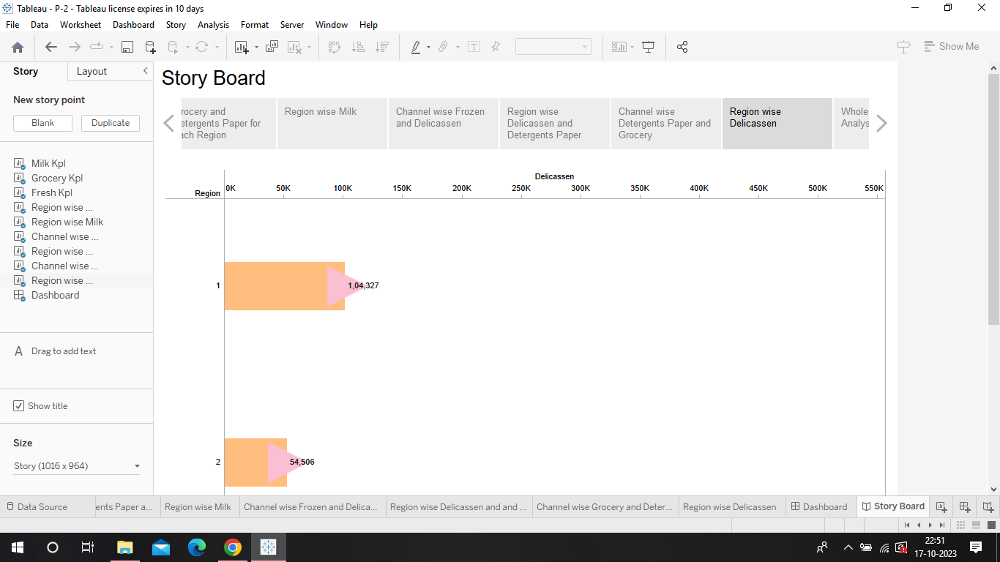 Tableau - P-2 - Tableau license expires in 10 days
File Data Worksheet Dashboard Story Analysis Format Server Window Help
Show Me
Story Layout
New story point
Blank Duplicate
Milk Kpl
Grocery Kpl
Fresh Kpl
Region wise ...
Region wise Milk
Channel wise ...
Region wise ...
Channel wise ...
Region wise ...
Dashboard
A Drag to add text
Show title
Size
Story (1016 x 964)
Story Board
rocery and
etergents Paper for
ach Region
Region wise Milk
Channel wise Frozen
and Delicassen
Region wise
Delicassen and
Detergents Paper
Channel wise
Detergents Paper and
Grocery
Region wise
Delicassen
Whole
Analys
Delicassen
Region 0K 50K 100K 150K 200K 250K 300K 350K 400K 450K 500K 550K
1 1,04,327
2 54,506
Data Source ents Paper a... Region wise Milk Channel wise Frozen and Delica... Region wise Delicassen and and ... Channel wise Grocery and Deter... Region wise Delicassen Dashboard Story Board
22:51
17-10-2023